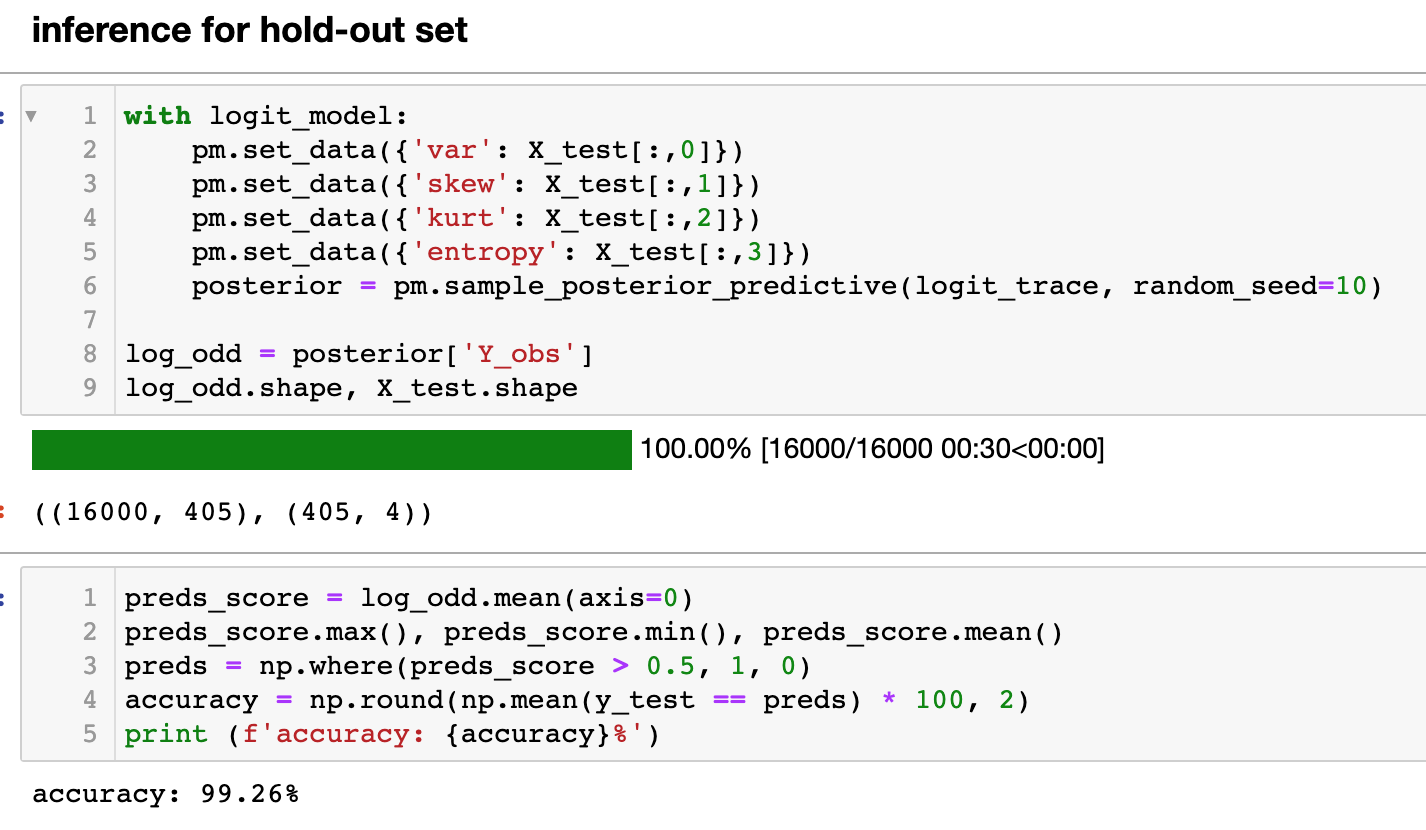 inference for hold-out set
: ▼ 1 with logit_model:
2     pm.set_data({'var': X_test[:,0]})
3     pm.set_data({'skew': X_test[:,1]})
4     pm.set_data({'kurt': X_test[:,2]})
5     pm.set_data({'entropy': X_test[:,3]})
6     posterior = pm.sample_posterior_predictive(logit_trace, random_seed=10)
7
8 log_odd = posterior['Y_obs']
9 log_odd.shape, X_test.shape
100.00% [16000/16000 00:30<00:00]
: ((16000, 405), (405, 4))
: 1 preds_score = log_odd.mean(axis=0)
2 preds_score.max(), preds_score.min(), preds_score.mean()
3 preds = np.where(preds_score > 0.5, 1, 0)
4 accuracy = np.round(np.mean(y_test == preds) * 100, 2)
5 print (f'accuracy: {accuracy}%')
accuracy: 99.26%